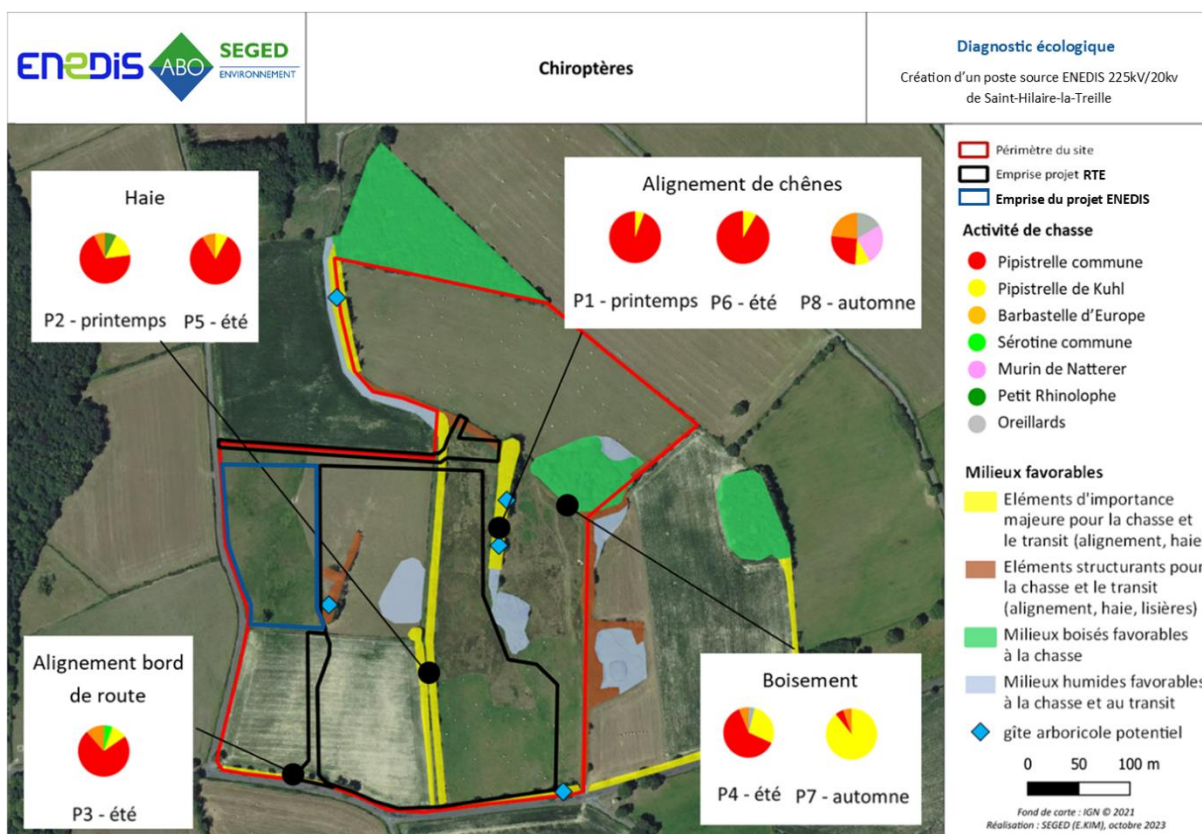 ENEDIS
ABO
SEGED
ENVIRONNEMENT
Chiroptères
Diagnostic écologique
Création d'un poste source ENEDIS 225kV/20kv
de Saint-Hilaire-la-Treille
Haie
P2 - printemps
P5 - été
Alignement de chênes
P1 - printemps
P6 - été
P8 - automne
Alignement bord
de route
P3 - été
Boisement
P4 - été
P7 - automne
Périmètre du site
Emprise projet RTE
Emprise du projet ENEDIS
Activité de chasse
Pipistrelle commune
Pipistrelle de Kuhl
Barbastelle d'Europe
Sérotine commune
Murin de Natterer
Petit Rhinolophe
Oreillards
Milieux favorables
Eléments d'importance
majeure pour la chasse et
le transit (alignement, haie
Eléments structurants pour
la chasse et le transit
(alignement, haie, lisières)
Milieux boisés favorables
à la chasse
Milieux humides favorables
à la chasse et au transit
gîte arboricole potentiel
0 50 100 m
Fond de carte : IGN © 2021
Réalisation : SEGED (E.KIM), octobre 2023